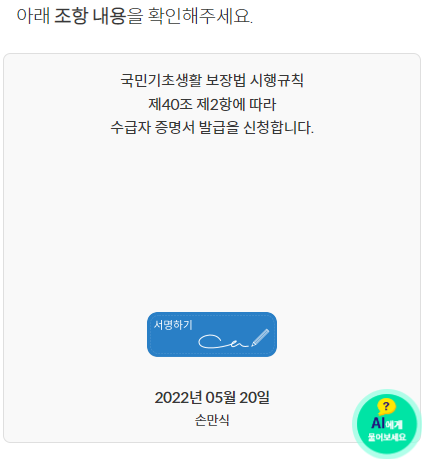 아래 조항 내용을 확인해주세요.
국민기초생활 보장법 시행규칙
제40조 제2항에 따라
수급자 증명서 발급을 신청합니다.
서명하기
2022년 05월 20일
손만식
?
AI에게
물어보세요